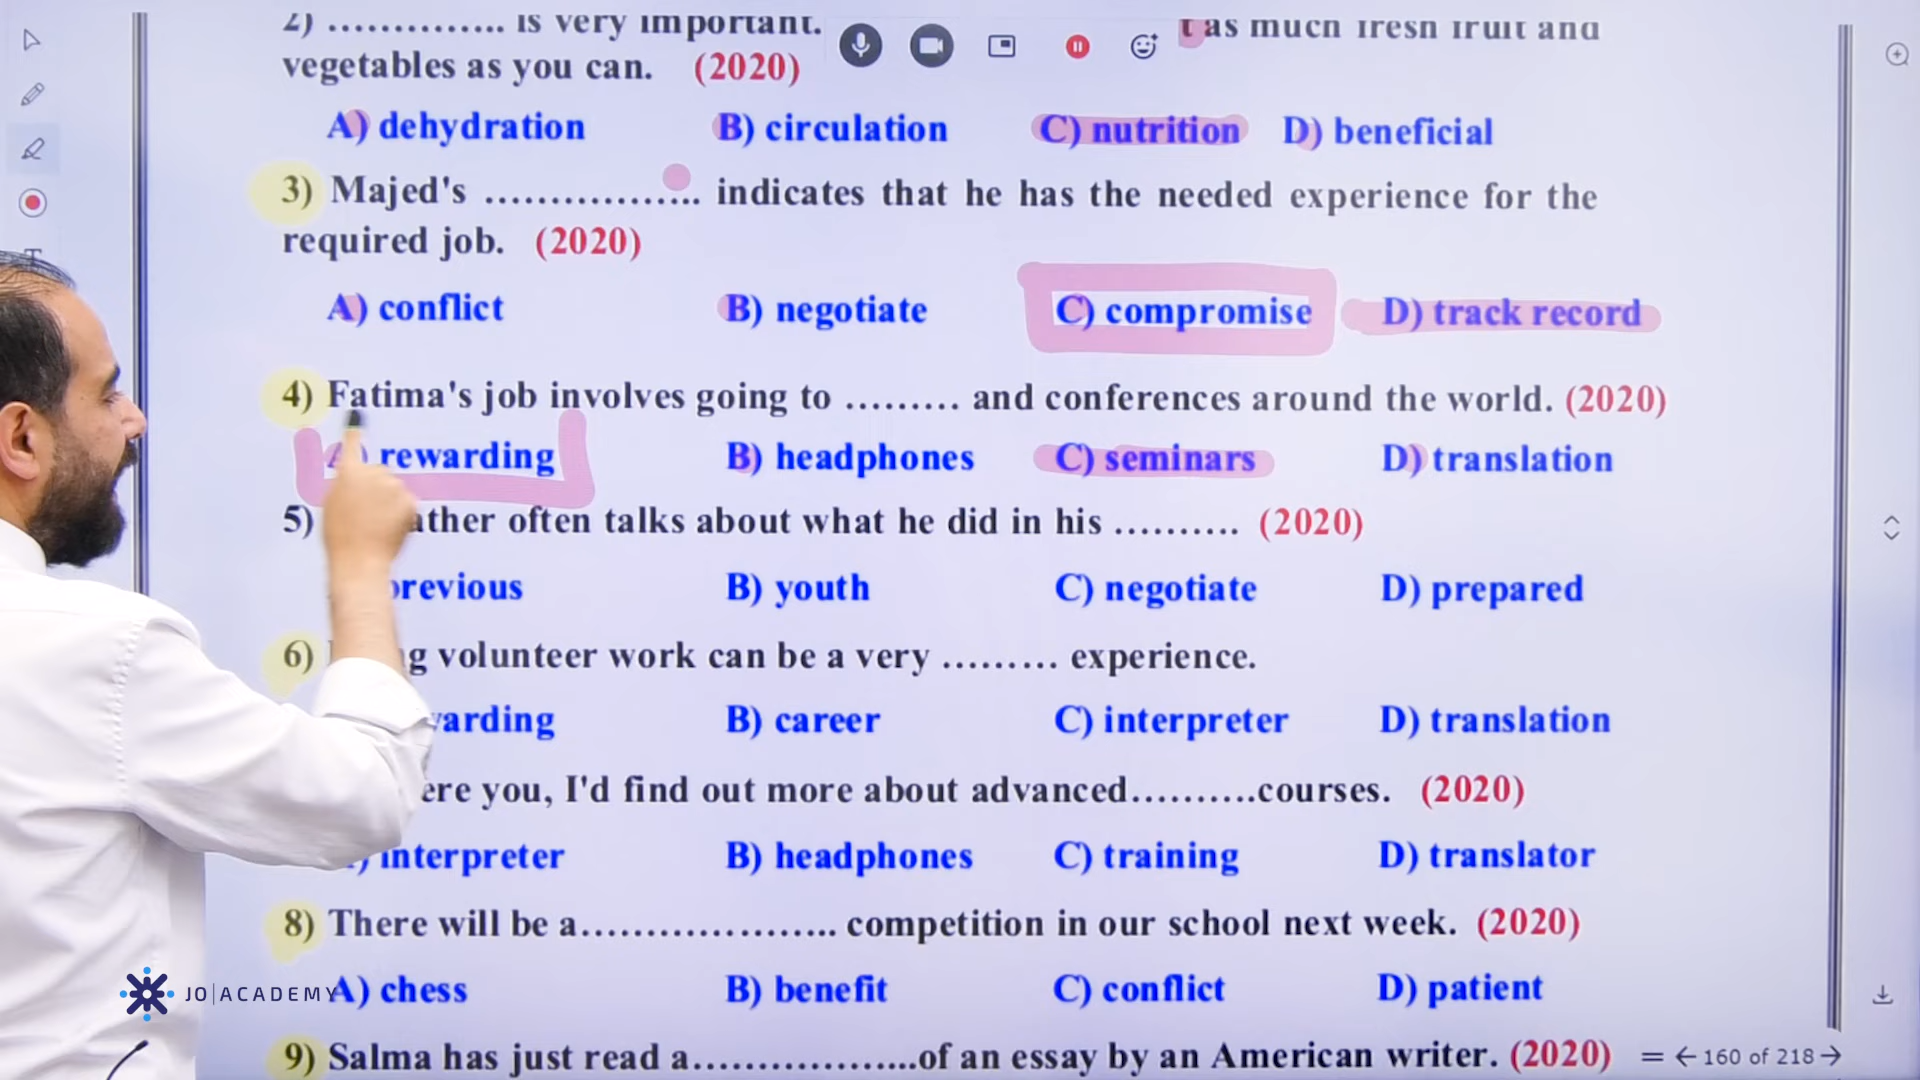 2) .............. is very important. t as much fresh fruit and
vegetables as you can. (2020)
A) dehydration B) circulation C) nutrition D) beneficial
3) Majed's .................. indicates that he has the needed experience for the
required job. (2020)
A) conflict B) negotiate C) compromise D) track record
4) Fatima's job involves going to ......... and conferences around the world. (2020)
A) rewarding B) headphones C) seminars D) translation
5) ather often talks about what he did in his .......... (2020)
previous B) youth C) negotiate D) prepared
6) g volunteer work can be a very ......... experience.
warding B) career C) interpreter D) translation
ere you, I'd find out more about advanced..........courses. (2020)
) interpreter B) headphones C) training D) translator
8) There will be a.................... competition in our school next week. (2020)
A) chess B) benefit C) conflict D) patient
JO|ACADEMY
9) Salma has just read a..................of an essay by an American writer. (2020)
160 of 218